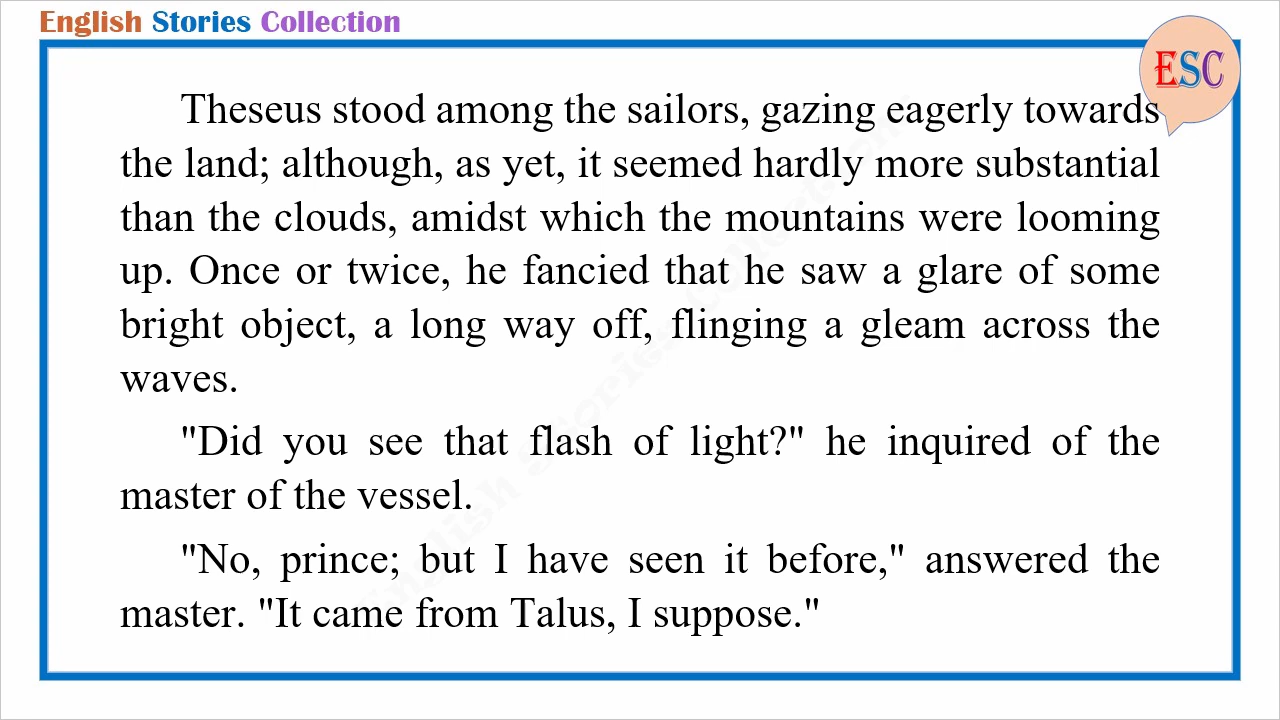 English Stories Collection
ESC
Theseus stood among the sailors, gazing eagerly towards
the land; although, as yet, it seemed hardly more substantial
than the clouds, amidst which the mountains were looming
up. Once or twice, he fancied that he saw a glare of some
bright object, a long way off, flinging a gleam across the
waves.
"Did you see that flash of light?" he inquired of the
master of the vessel.
"No, prince; but I have seen it before," answered the
master. "It came from Talus, I suppose."
English Stories Collection